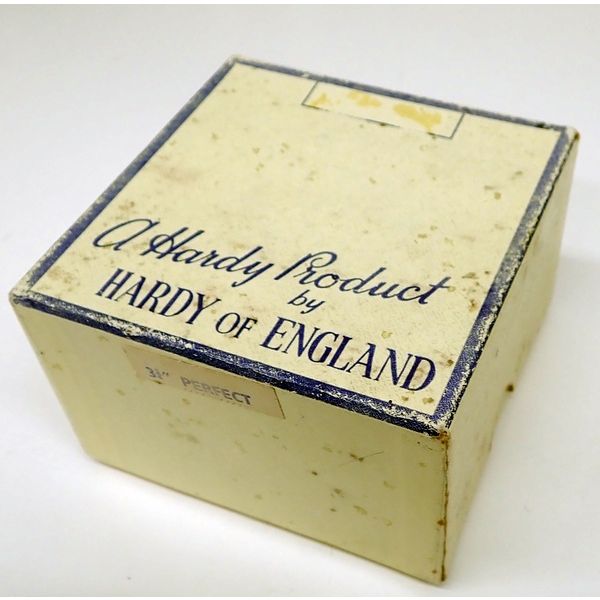 A Hardy Product
by
HARDY OF ENGLAND
PERFECT